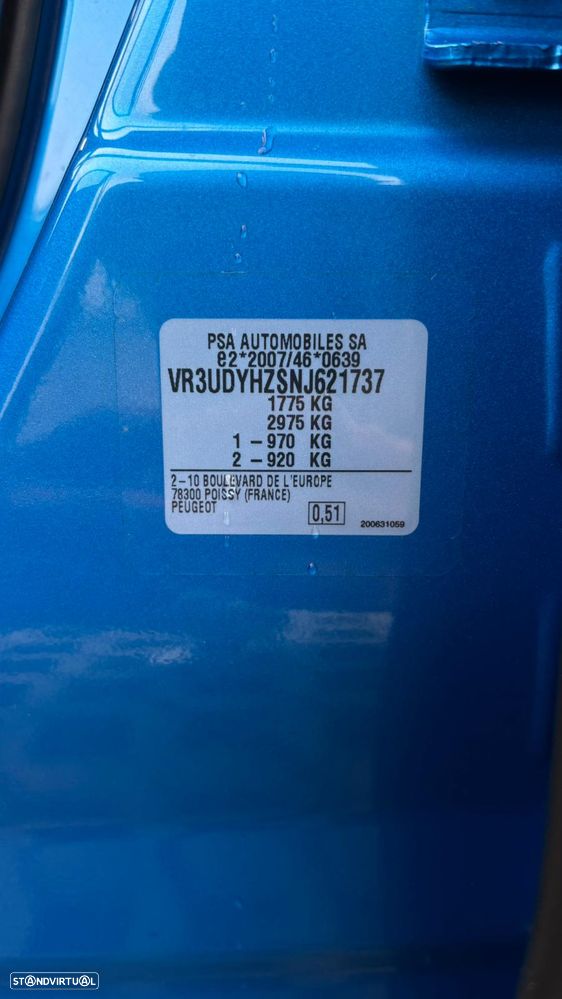 PSA AUTOMOBILES SA
e2*2007/46*0639
VR3UDYHZSNJ621737
1775 KG
2975 KG
1 - 970 KG
2 - 920 KG
2-10 BOULEVARD DE L'EUROPE
78300 POISSY (FRANCE)
PEUGEOT
0,51
200631059
STANDVIRTUAL